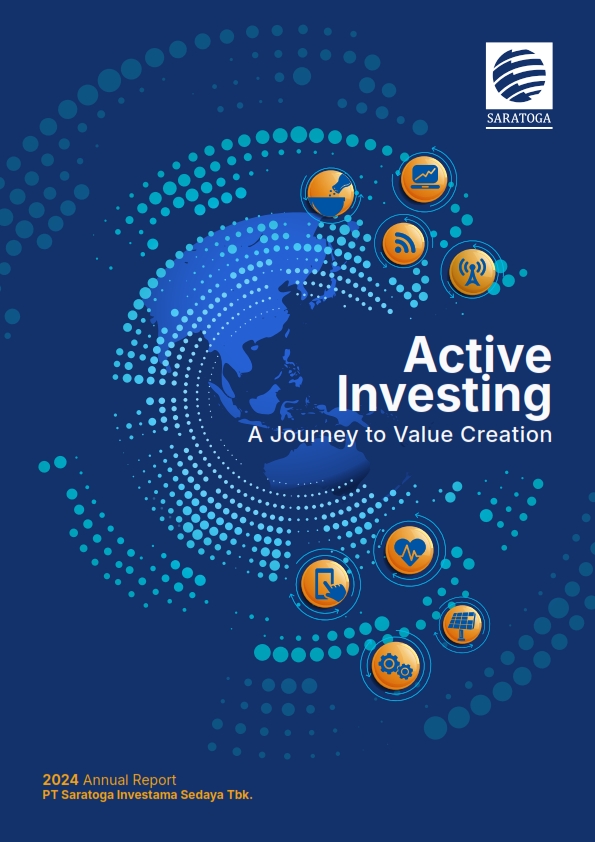 SARATOGA
Active
Investing
A Journey to Value Creation
2024 Annual Report
PT Saratoga Investama Sedaya Tbk.